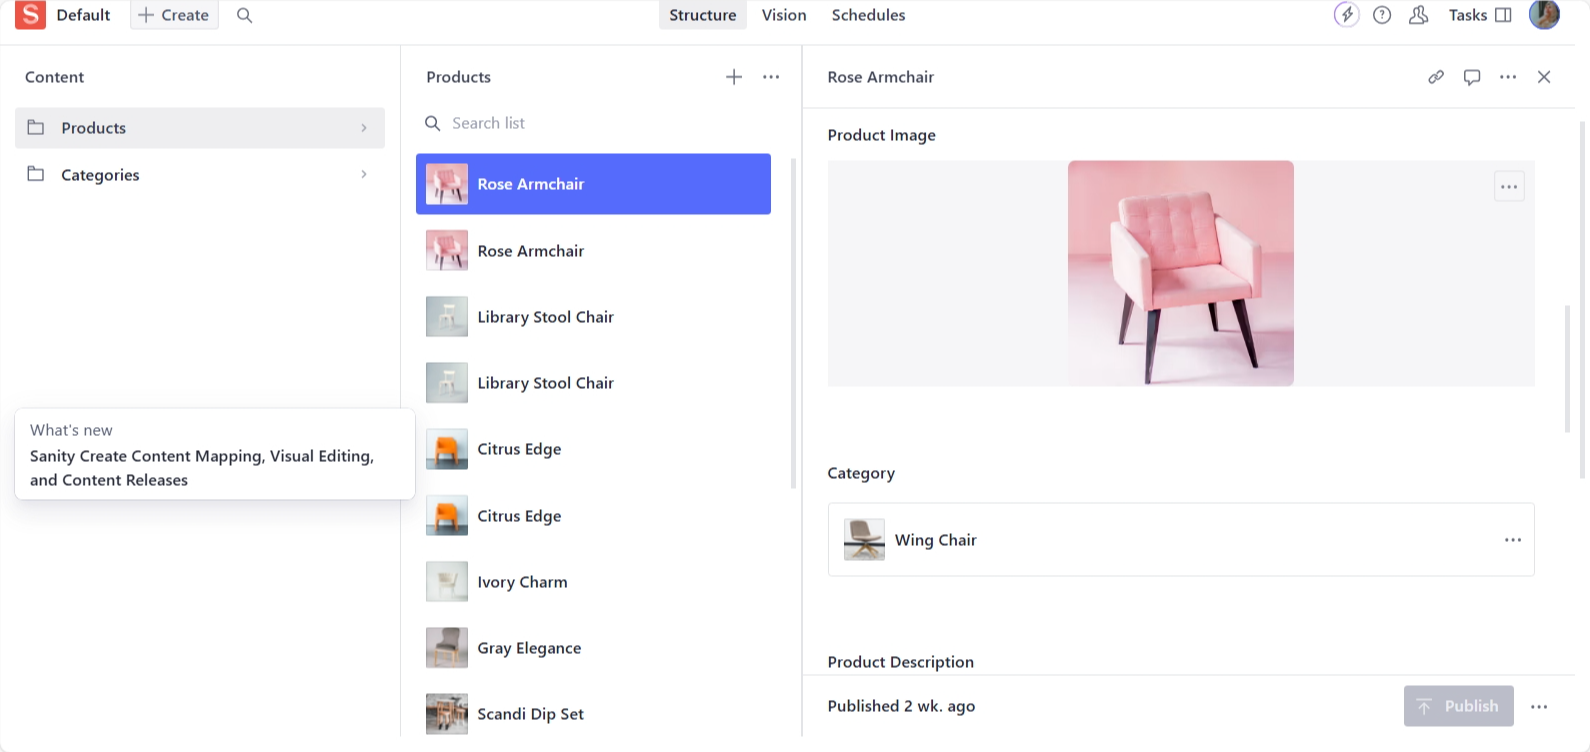 S Default + Create Structure Vision Schedules Tasks
Content
Products
Categories
What's new
Sanity Create Content Mapping, Visual Editing,
and Content Releases
Products
Search list
Rose Armchair
Rose Armchair
Library Stool Chair
Library Stool Chair
Citrus Edge
Citrus Edge
Ivory Charm
Gray Elegance
Scandi Dip Set
Rose Armchair
Product Image
Category
Wing Chair
Product Description
Published 2 wk. ago
Publish